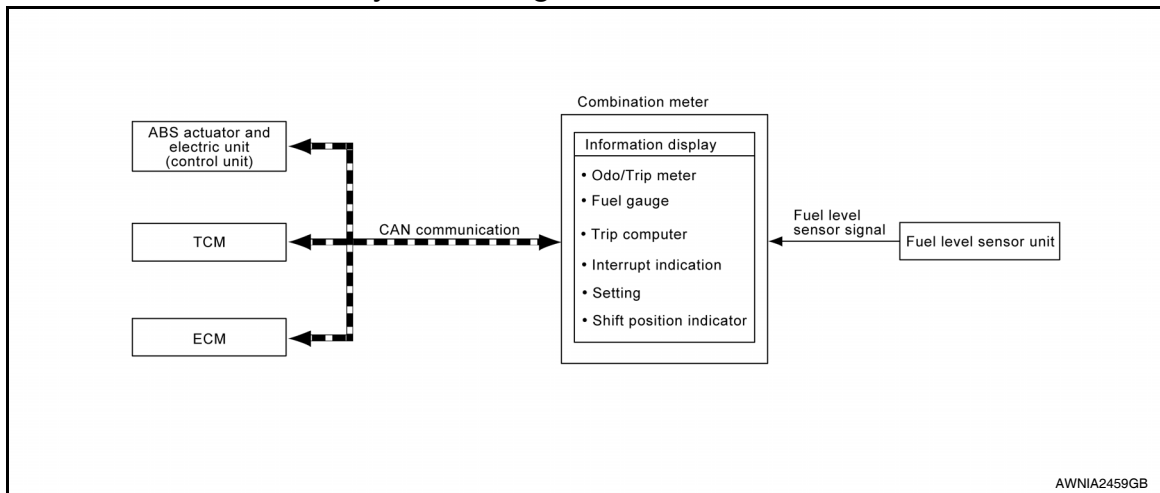 Combination meter
ABS actuator and
electric unit
(control unit)
TCM
ECM
CAN communication
Information display
• Odo/Trip meter
• Fuel gauge
• Trip computer
• Interrupt indication
• Setting
• Shift position indicator
Fuel level
sensor signal
Fuel level sensor unit
AWNIA2459GB